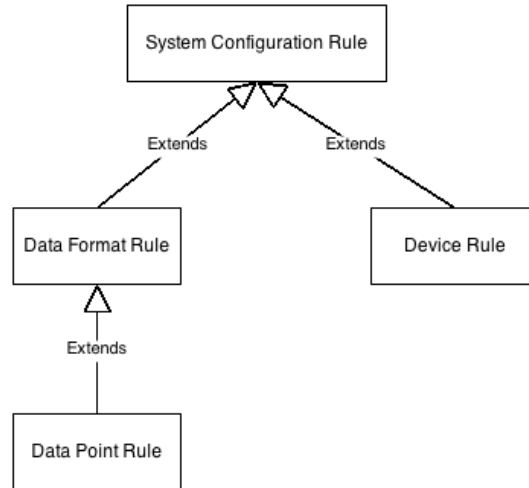 System Configuration Rule
Extends
Extends
Data Format Rule
Device Rule
Extends
Data Point Rule